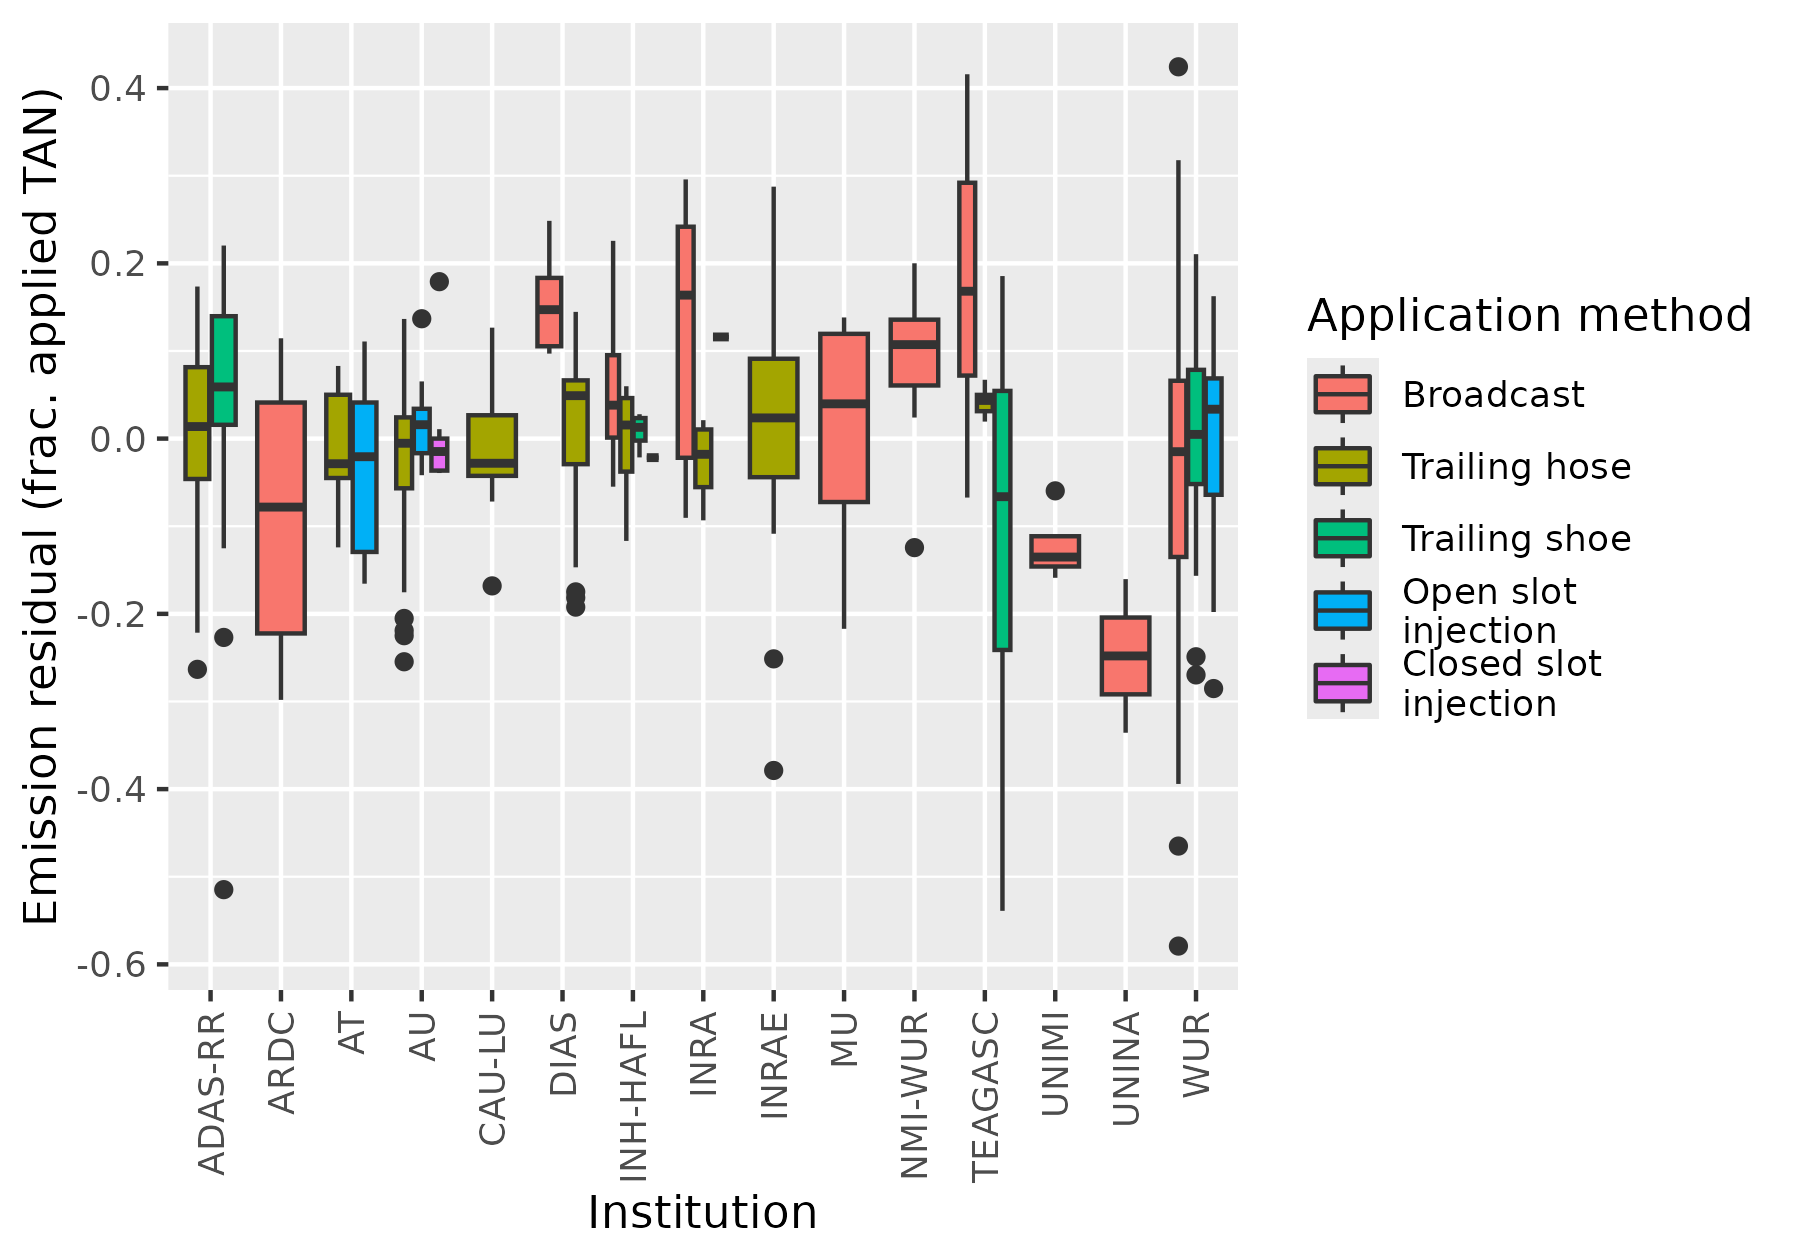 Emission residual (frac. applied TAN)
0.4
0.2
0.0
-0.2
-0.4
-0.6
ADAS-RR
ARDC
AT
AU
CAU-LU
DIAS
INH-HAFL
INRA
INRAE
MU
NMI-WUR
TEAGASC
UNIMI
UNINA
WUR
Institution
Application method
Broadcast
Trailing hose
Trailing shoe
Open slot
injection
Closed slot
injection